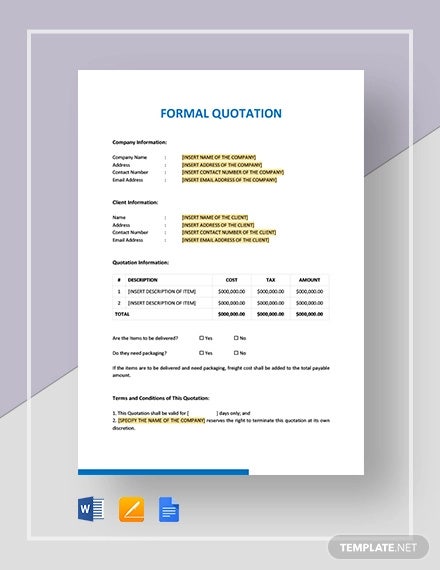 FORMAL QUOTATION
Company Information:
Company Name : [INSERT NAME OF THE COMPANY]
Address : [INSERT ADDRESS OF THE COMPANY]
Contact Number : [INSERT CONTACT NUMBER OF THE COMPANY]
Email Address : [INSERT EMAIL ADDRESS OF THE COMPANY]
Client Information:
Name : [INSERT NAME OF THE CLIENT]
Address : [INSERT ADDRESS OF THE CLIENT]
Contact Number : [INSERT CONTACT NUMBER OF THE CLIENT]
Email Address : [INSERT EMAIL ADDRESS OF THE CLIENT]
Quotation Information:
# DESCRIPTION COST TAX AMOUNT
1 [INSERT DESCRIPTION OF ITEM] $000,000.00 $000,000.00 $000,000.00
2 [INSERT DESCRIPTION OF ITEM] $000,000.00 $000,000.00 $000,000.00
TOTAL $000,000.00 $000,000.00 $000,000.00
Are the items to be delivered? ☐ Yes ☐ No
Do they need packaging? ☐ Yes ☐ No
If the items are to be delivered and need packaging, freight cost shall be added to the total payable
amount.
Terms and Conditions of This Quotation:
1. This Quotation shall be valid for [ ] days only; and
2. [SPECIFY THE NAME OF THE COMPANY] reserves the right to terminate this quotation at its own
discretion.
W
TEMPLATE.NET